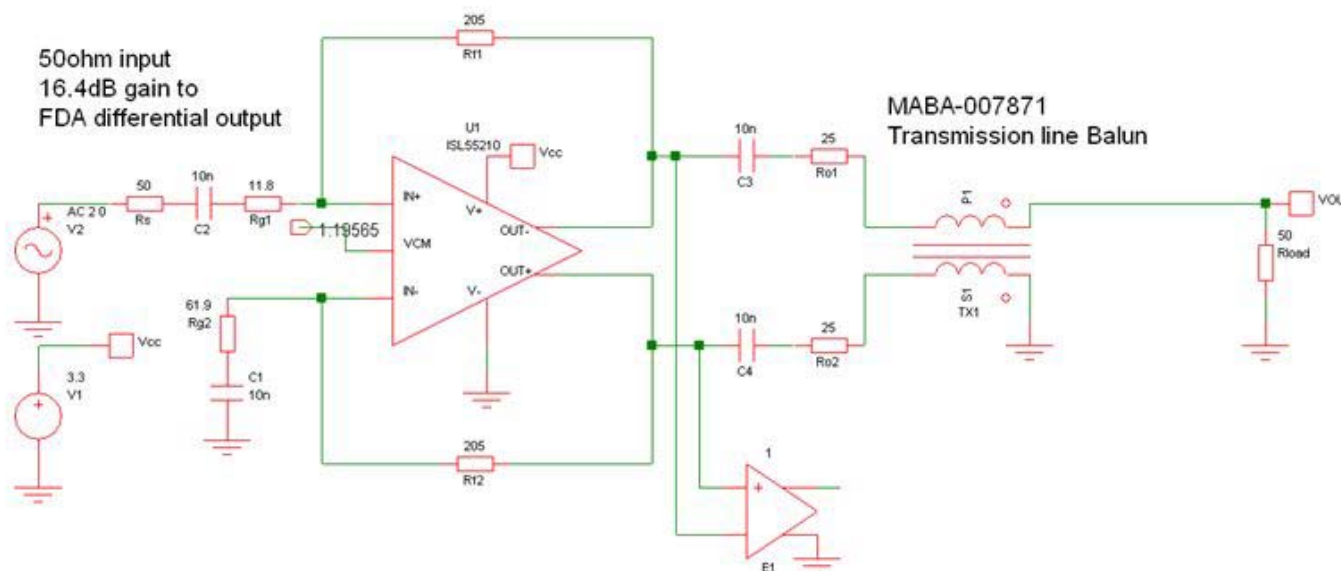 50ohm input
16.4dB gain to
FDA differential output
205
Rf1
MABA-007871
Transmission line Balun
U1
ISL55210
Vcc
10n
C3
25
Ro1
50
Rs
10n
C2
11.8
Rg1
AC 2 0
V2
1.19565
IN+
VCM
IN-
V+
V-
OUT-
OUT+
P1
S1
TX1
VOU
50
Rload
61.9
Rg2
C1
10n
10n
C4
25
Ro2
Vcc
3.3
V1
205
Rf2
1
+
E1